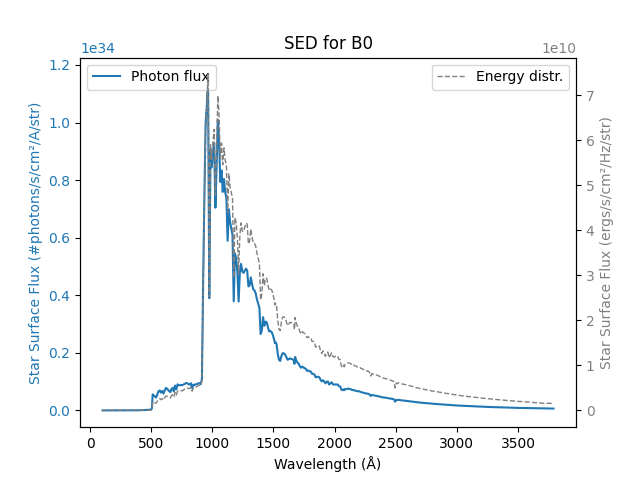 SED for B0
1e34
1e10
Photon flux
Energy distr.
1.2
1.0
0.8
0.6
0.4
0.2
0.0
Star Surface Flux (#photons/s/cm²/A/str)
7
6
5
4
3
2
1
0
Star Surface Flux (ergs/s/cm²/Hz/str)
0 500 1000 1500 2000 2500 3000 3500
Wavelength (Å)